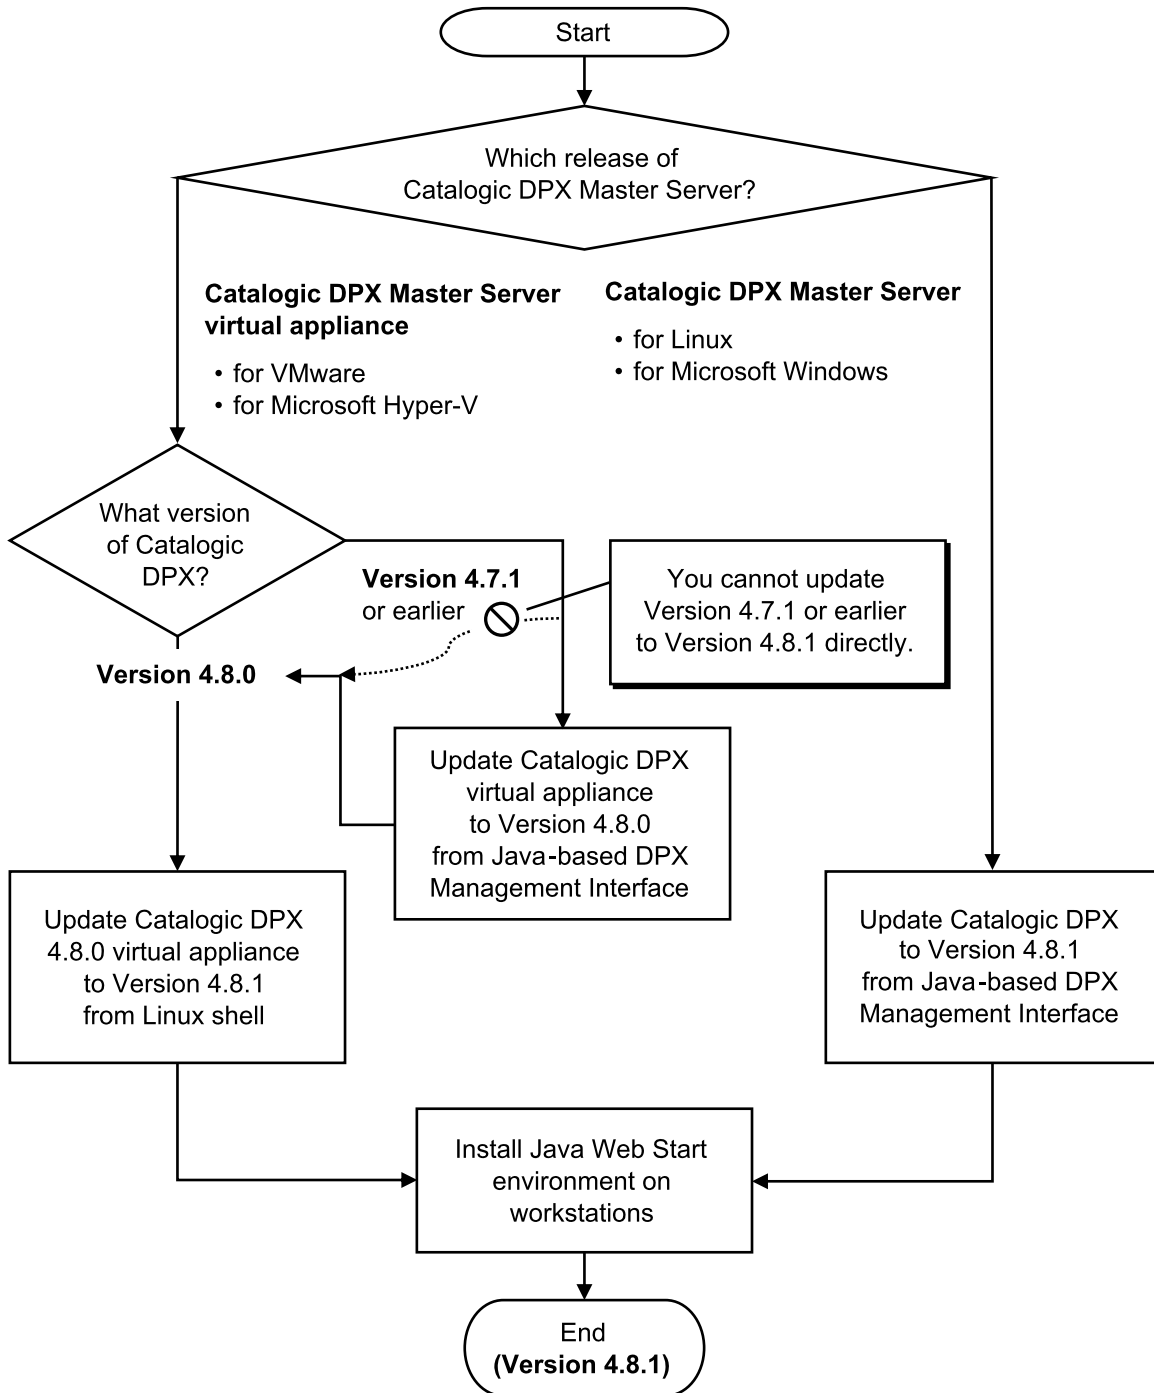 Start
Which release of
Catalogic DPX Master Server?
Catalogic DPX Master Server
virtual appliance
• for VMware
• for Microsoft Hyper-V
Catalogic DPX Master Server
• for Linux
• for Microsoft Windows
What version
of Catalogic
DPX?
Version 4.7.1
or earlier
You cannot update
Version 4.7.1 or earlier
to Version 4.8.1 directly.
Version 4.8.0
Update Catalogic DPX
virtual appliance
to Version 4.8.0
from Java-based DPX
Management Interface
Update Catalogic DPX
4.8.0 virtual appliance
to Version 4.8.1
from Linux shell
Update Catalogic DPX
to Version 4.8.1
from Java-based DPX
Management Interface
Install Java Web Start
environment on
workstations
End
(Version 4.8.1)